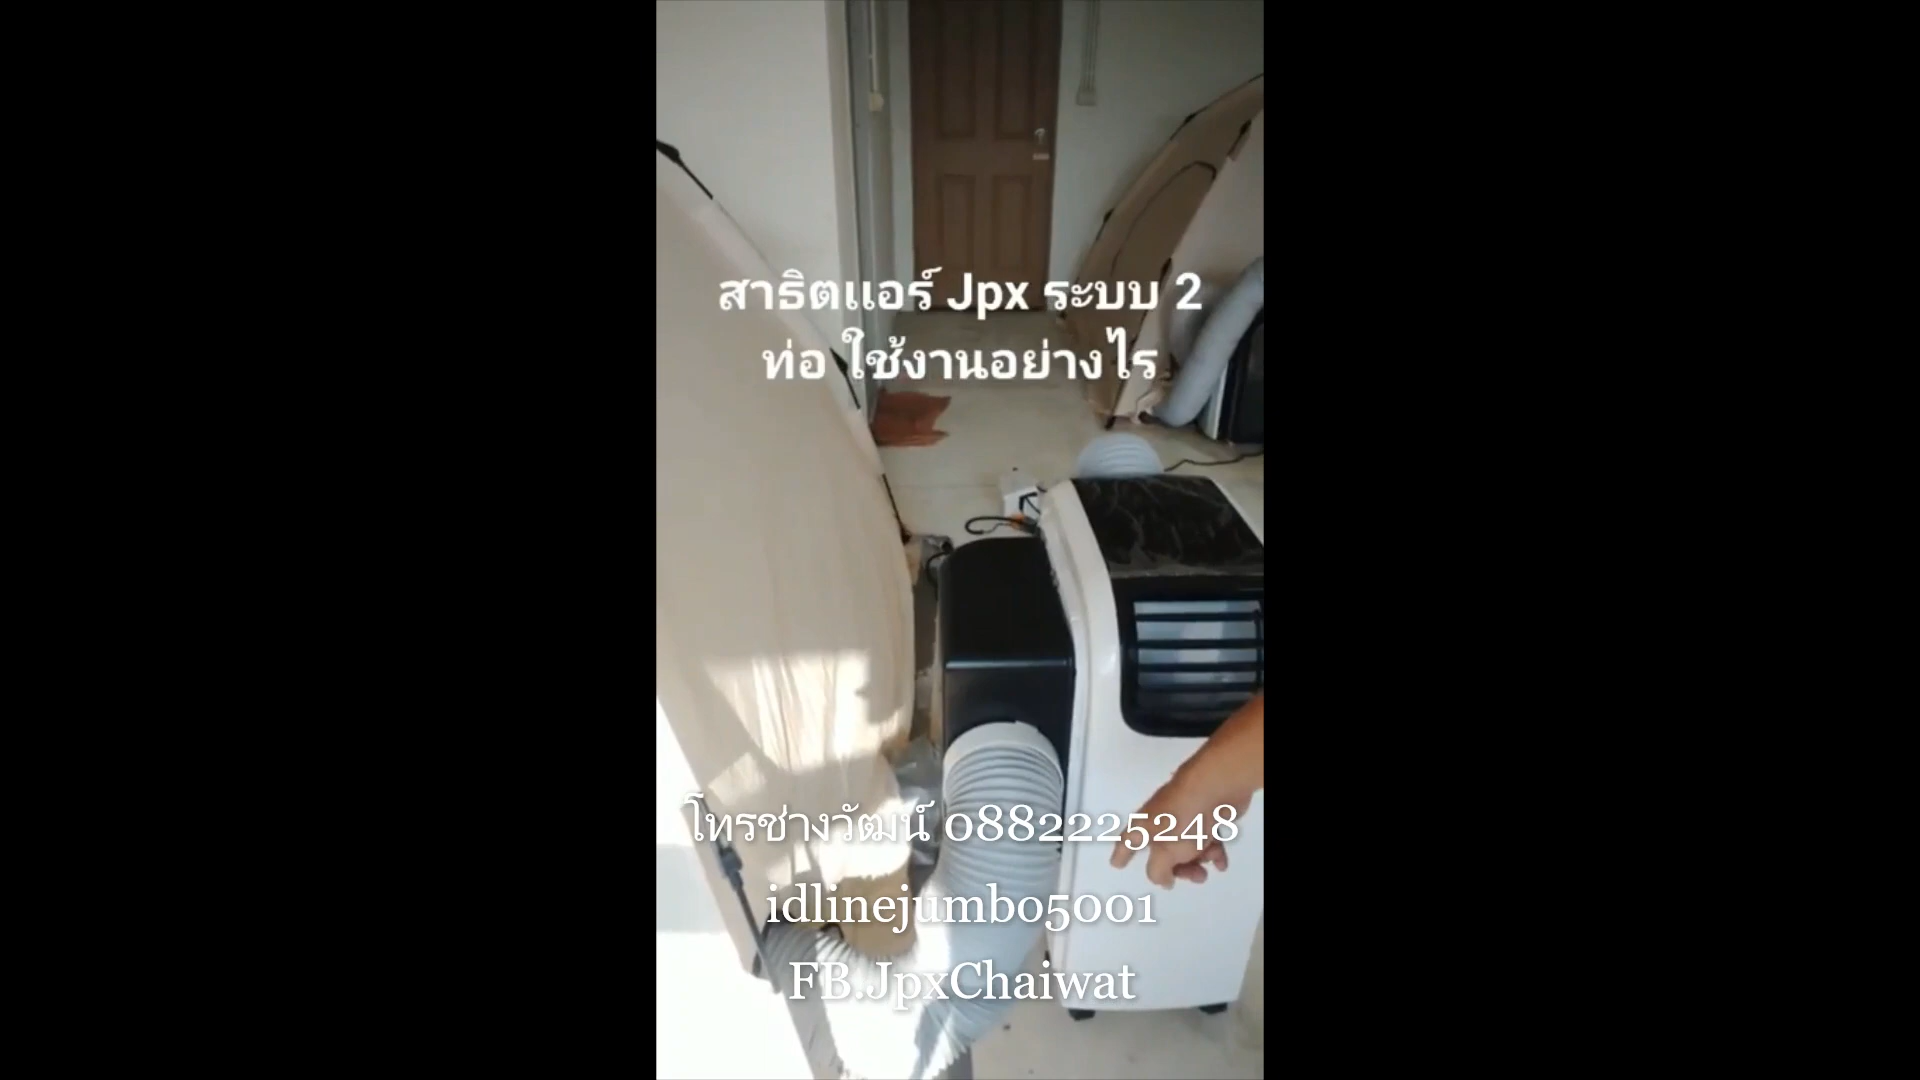 สาธิตแอร์ Jpx ระบบ 2
ท่อ ใช้งานอย่างไร
โทรช่างวัฒน์ 0882225248
idlinejumbo5001
FB.JpxChaiwat